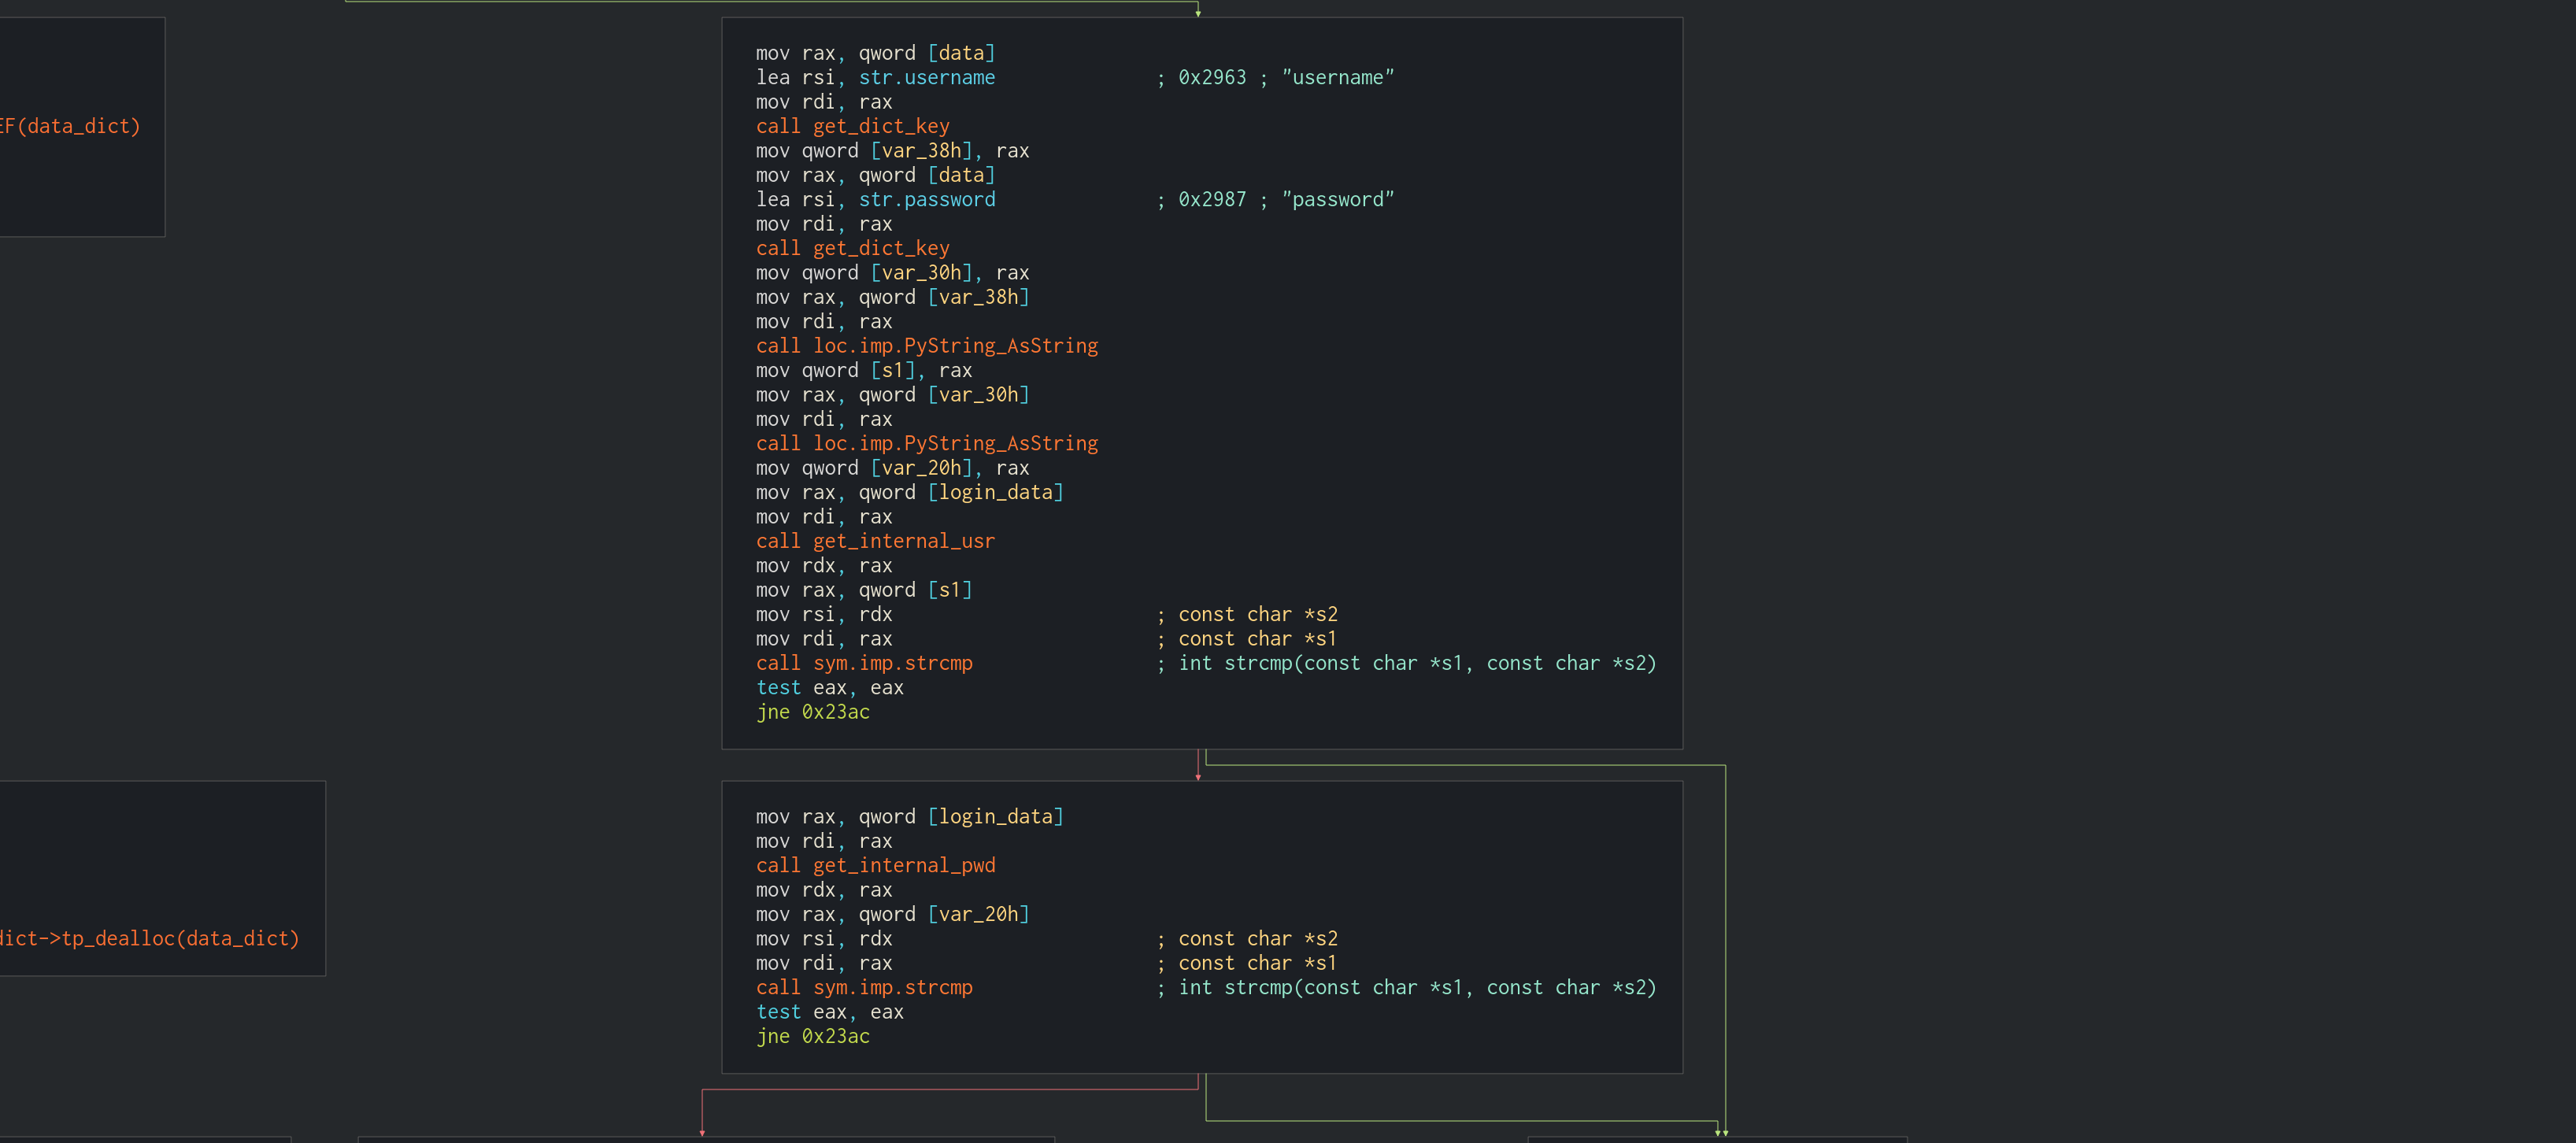 EF(data_dict)
mov rax, qword [data]
lea rsi, str.username ; 0x2963 ; "username"
mov rdi, rax
call get_dict_key
mov qword [var_38h], rax
mov rax, qword [data]
lea rsi, str.password ; 0x2987 ; "password"
mov rdi, rax
call get_dict_key
mov qword [var_30h], rax
mov rax, qword [var_38h]
mov rdi, rax
call loc.imp.PyString_AsString
mov qword [s1], rax
mov rax, qword [var_30h]
mov rdi, rax
call loc.imp.PyString_AsString
mov qword [var_20h], rax
mov rax, qword [login_data]
mov rdi, rax
call get_internal_usr
mov rdx, rax
mov rax, qword [s1]
mov rsi, rdx ; const char *s2
mov rdi, rax ; const char *s1
call sym.imp.strcmp ; int strcmp(const char *s1, const char *s2)
test eax, eax
jne 0x23ac
dict->tp_dealloc(data_dict)
mov rax, qword [login_data]
mov rdi, rax
call get_internal_pwd
mov rdx, rax
mov rax, qword [var_20h]
mov rsi, rdx ; const char *s2
mov rdi, rax ; const char *s1
call sym.imp.strcmp ; int strcmp(const char *s1, const char *s2)
test eax, eax
jne 0x23ac